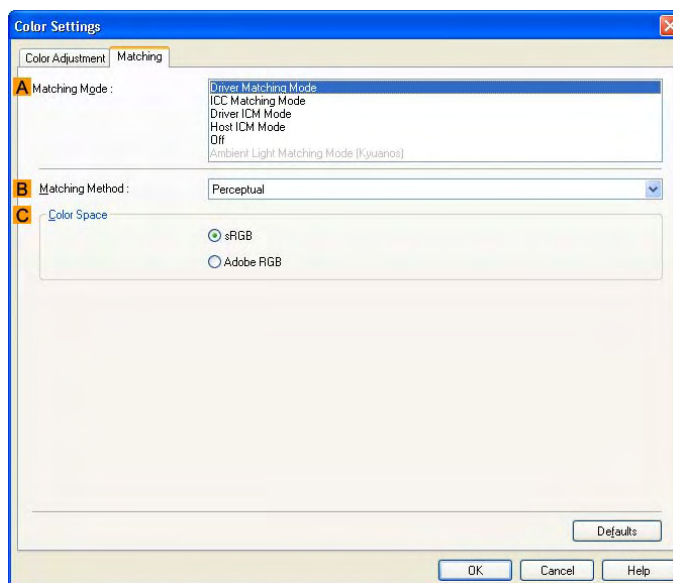 Color Settings
Color Adjustment Matching
A Matching Mode : Driver Matching Mode
ICC Matching Mode
Driver ICM Mode
Host ICM Mode
Off
Ambient Light Matching Mode (Kyuanos)
B Matching Method : Perceptual
C Color Space
sRGB
Adobe RGB
Defaults
OK Cancel Help